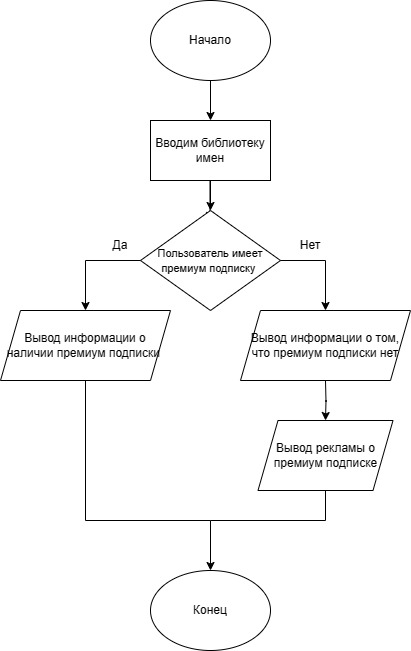 Начало
Вводим библиотеку
имен
Да
Пользователь имеет
премиум подписку
Нет
Вывод информации о
наличии премиум подписки
Вывод информации о том,
что премиум подписки нет
Вывод рекламы о
премиум подписке
Конец